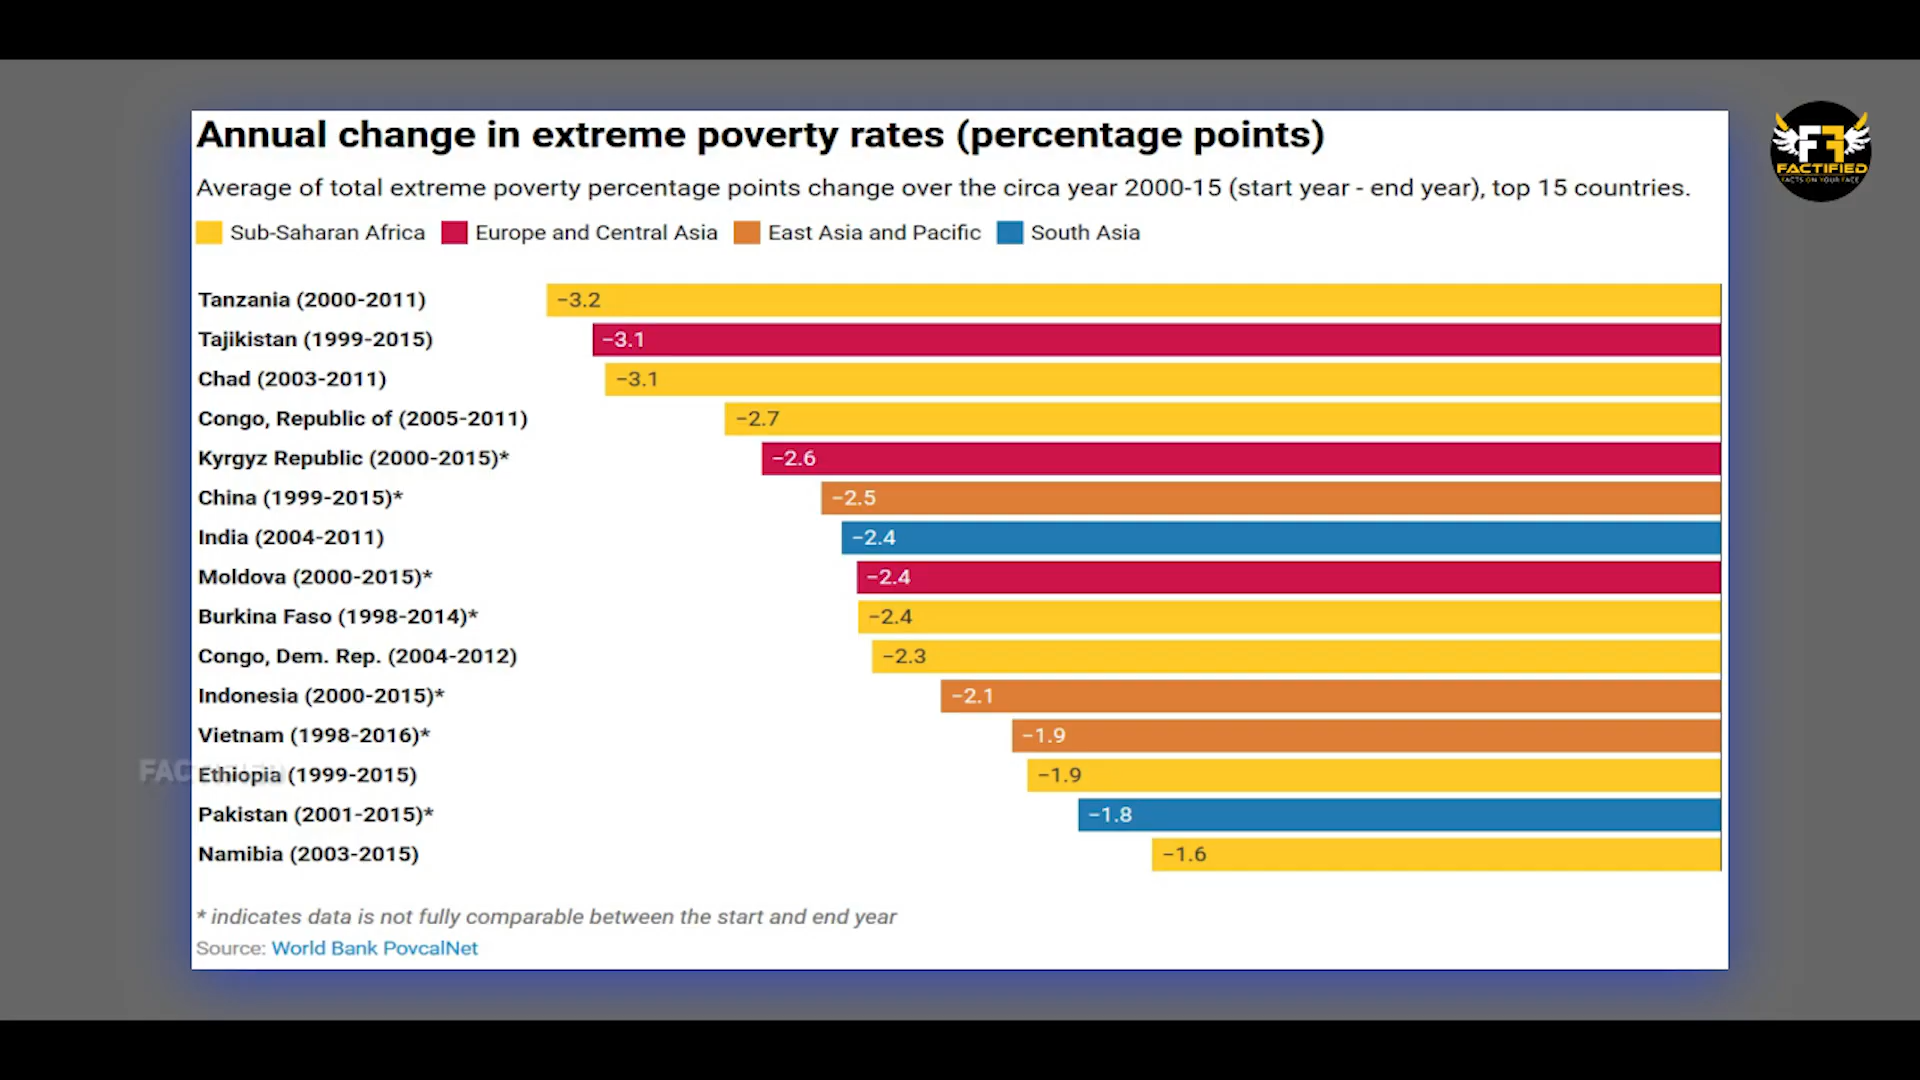 Annual change in extreme poverty rates (percentage points)
Average of total extreme poverty percentage points change over the circa year 2000-15 (start year - end year), top 15 countries.
Sub-Saharan Africa Europe and Central Asia East Asia and Pacific South Asia
Tanzania (2000-2011) −3.2
Tajikistan (1999-2015) −3.1
Chad (2003-2011) −3.1
Congo, Republic of (2005-2011) −2.7
Kyrgyz Republic (2000-2015)* −2.6
China (1999-2015)* −2.5
India (2004-2011) −2.4
Moldova (2000-2015)* −2.4
Burkina Faso (1998-2014)* −2.4
Congo, Dem. Rep. (2004-2012) −2.3
Indonesia (2000-2015)* −2.1
Vietnam (1998-2016)* −1.9
Ethiopia (1999-2015) −1.9
Pakistan (2001-2015)* −1.8
Namibia (2003-2015) −1.6
* indicates data is not fully comparable between the start and end year
Source: World Bank PovcalNet
FF
FACTIFIED
FACTS ON YOUR FACE